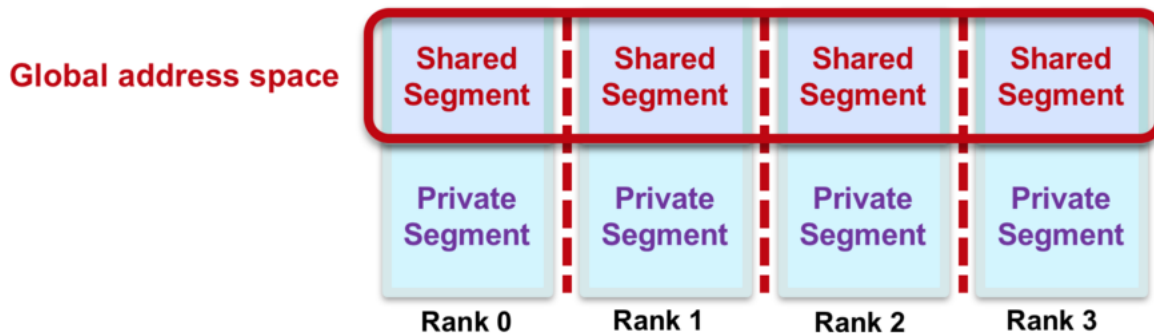 Global address space
Shared Segment
Shared Segment
Shared Segment
Shared Segment
Private Segment
Private Segment
Private Segment
Private Segment
Rank 0
Rank 1
Rank 2
Rank 3